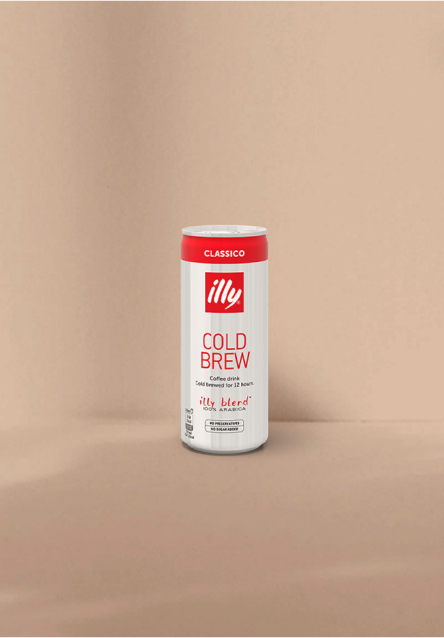 CLASSICO
illy
COLD
BREW
Coffee drink
Cold brewed for 12 hours.
illy blend™
100% ARABICA
NO PRESERVATIVES
NO SUGAR ADDED